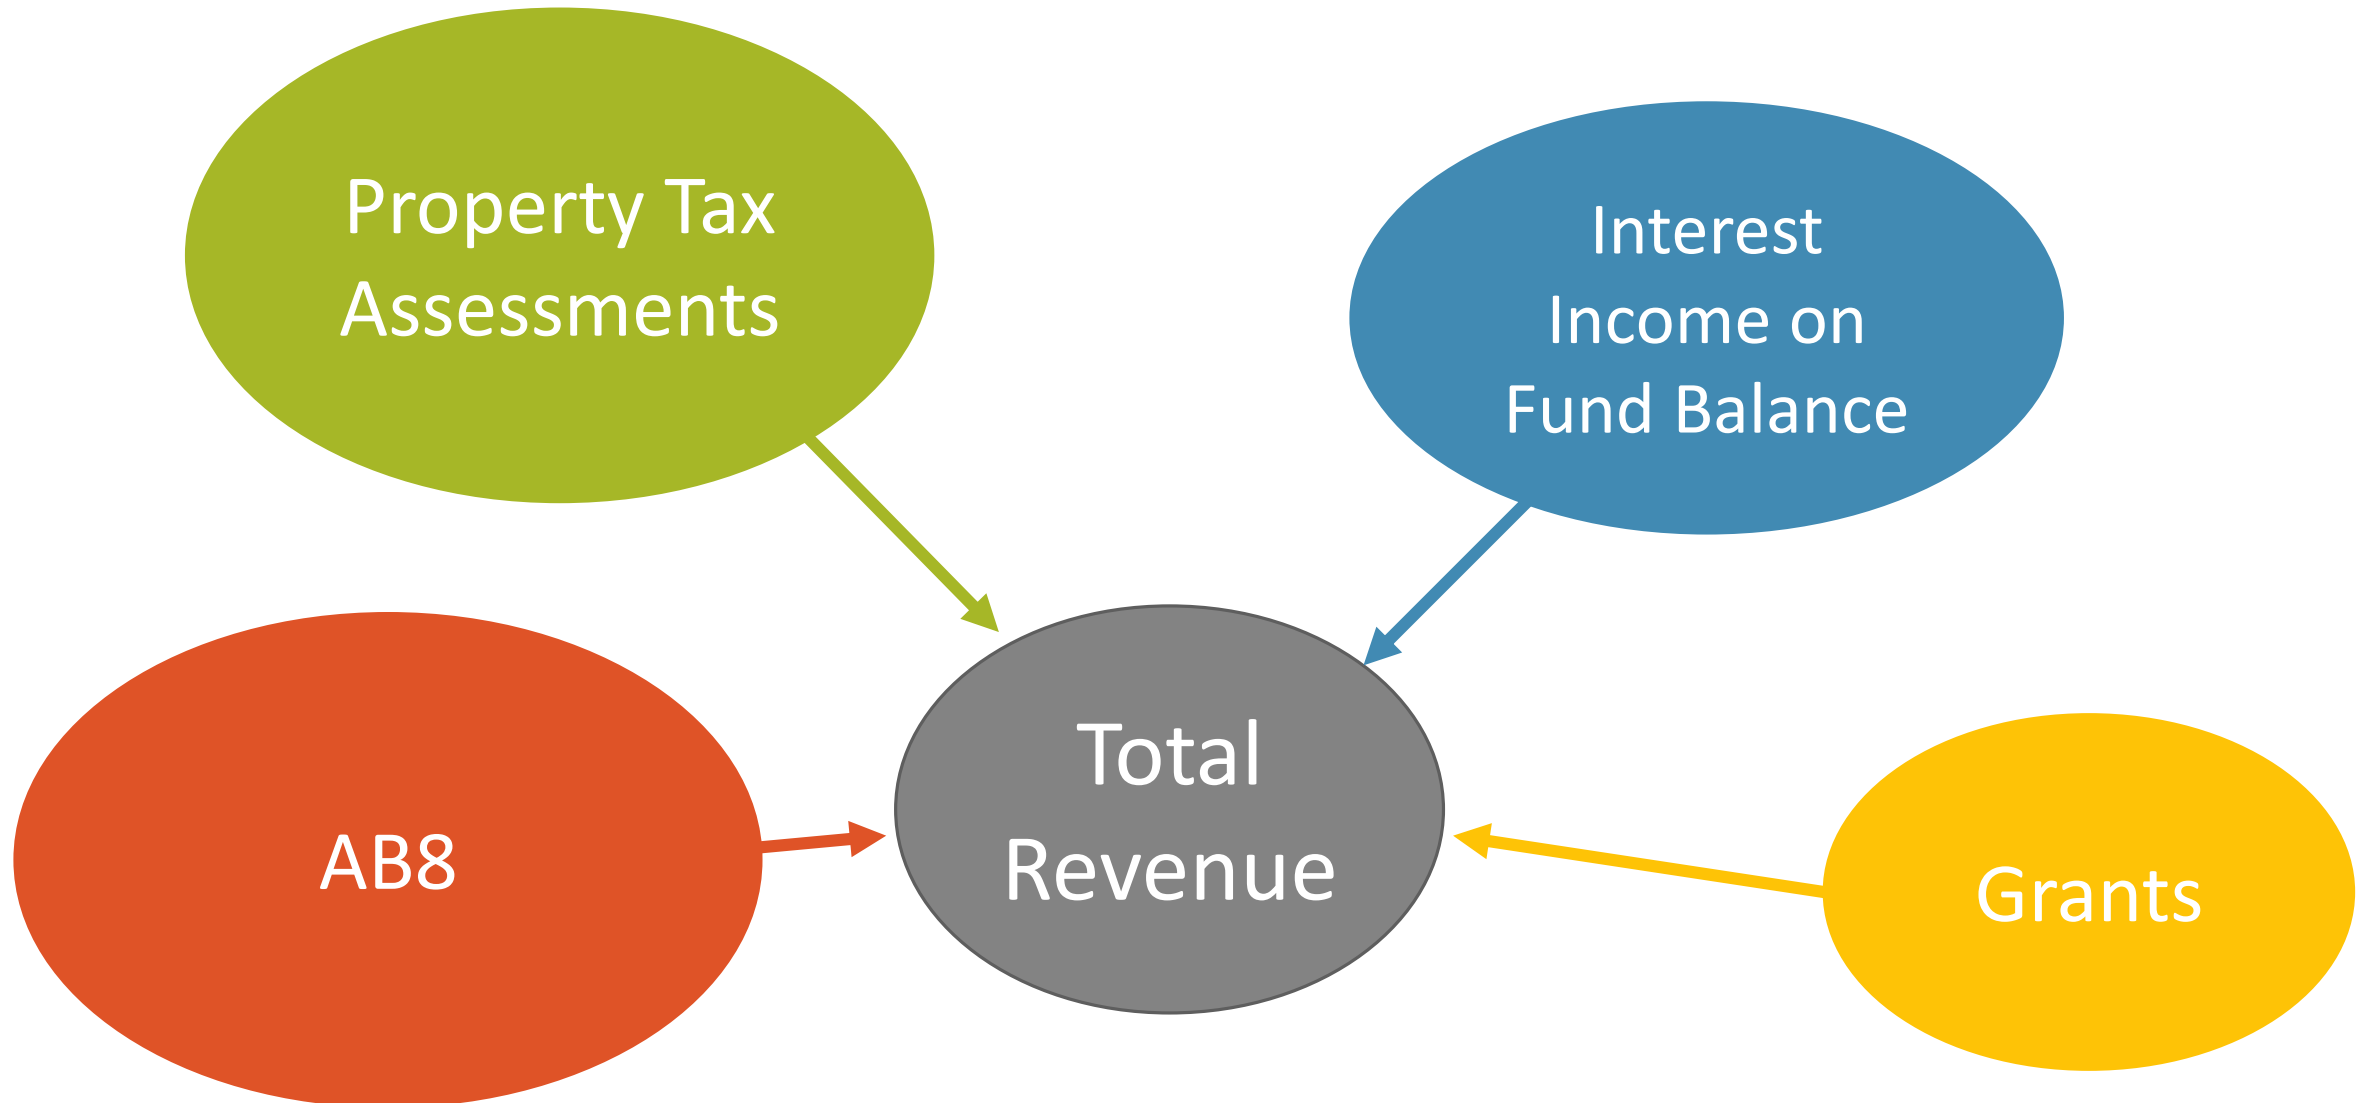 Property Tax
Assessments
Interest
Income on
Fund Balance
Total
Revenue
AB8
Grants